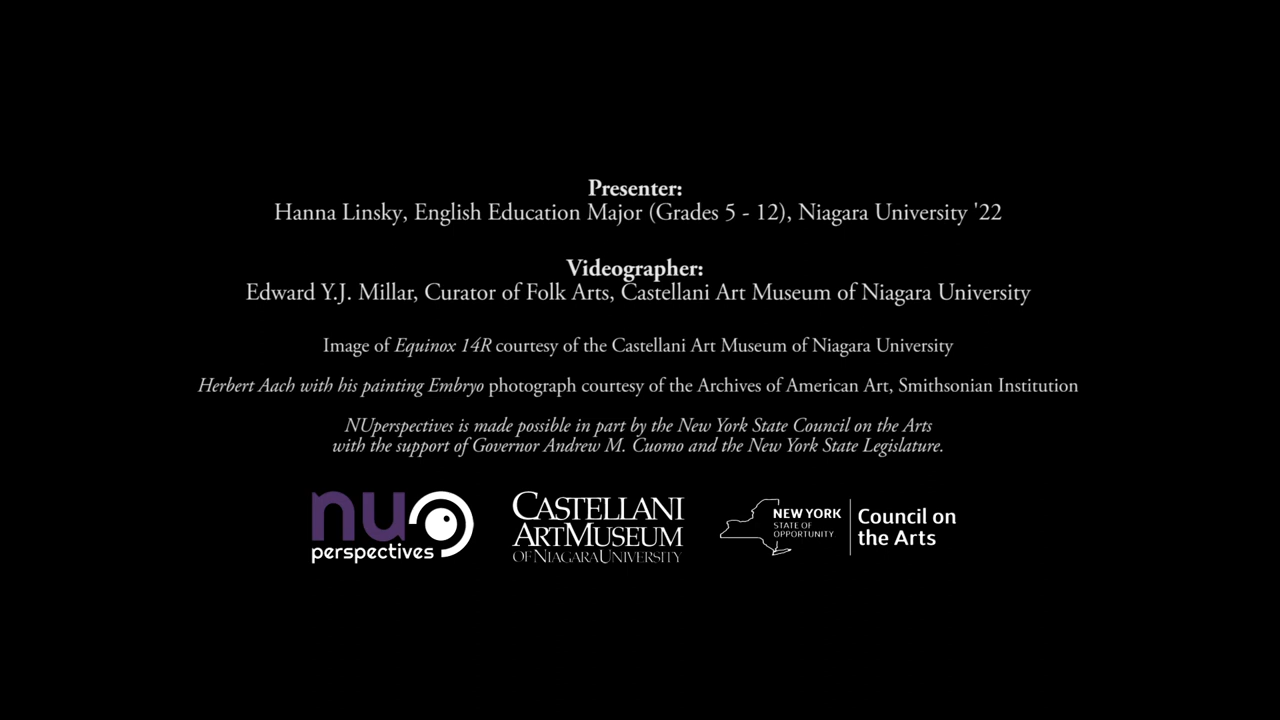 Presenter:
Hanna Linsky, English Education Major (Grades 5 - 12), Niagara University '22
Videographer:
Edward Y.J. Millar, Curator of Folk Arts, Castellani Art Museum of Niagara University
Image of Equinox 14R courtesy of the Castellani Art Museum of Niagara University
Herbert Aach with his painting Embryo photograph courtesy of the Archives of American Art, Smithsonian Institution
NUperspectives is made possible in part by the New York State Council on the Arts
with the support of Governor Andrew M. Cuomo and the New York State Legislature.
nu
perspectives
CASTELLANI
ARTMUSEUM
OF NIAGARAUNIVERSITY
NEW YORK
STATE OF
OPPORTUNITY
Council on
the Arts